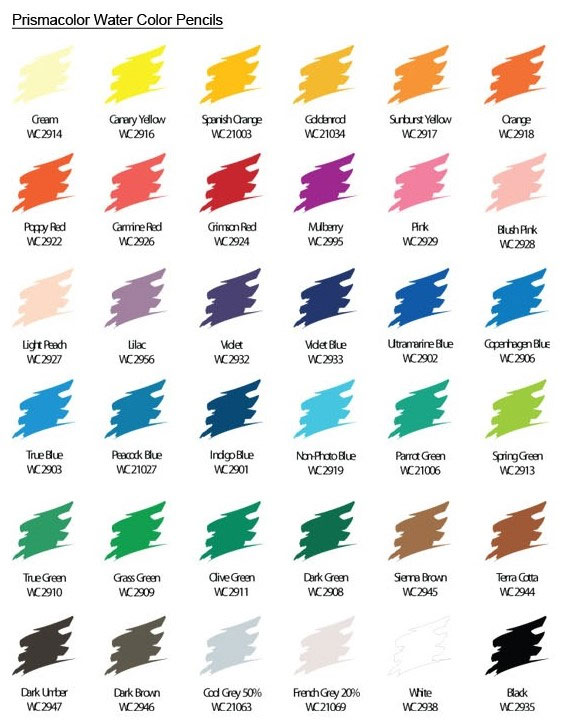 Prismacolor Water Color Pencils
Cream Canary Yellow Spanish Orange Goldenrod Sunburst Yellow Orange
WC2914 WC2916 WC21003 WC21034 WC2917 WC2918
Poppy Red Carmine Red Crimson Red Mulberry Pink Blush Pink
WC2922 WC2926 WC2924 WC2995 WC2929 WC2928
Light Peach Lilac Violet Violet Blue Ultramarine Blue Copenhagen Blue
WC2927 WC2956 WC2932 WC2933 WC2902 WC2906
True Blue Peacock Blue Indigo Blue Non-Photo Blue Parrot Green Spring Green
WC2903 WC21027 WC2901 WC2919 WC21006 WC2913
True Green Grass Green Olive Green Dark Green Sienna Brown Terra Cotta
WC2910 WC2909 WC2911 WC2908 WC2945 WC2944
Dark Umber Dark Brown Cool Grey 50% French Grey 20% White Black
WC2947 WC2946 WC21063 WC21069 WC2938 WC2935